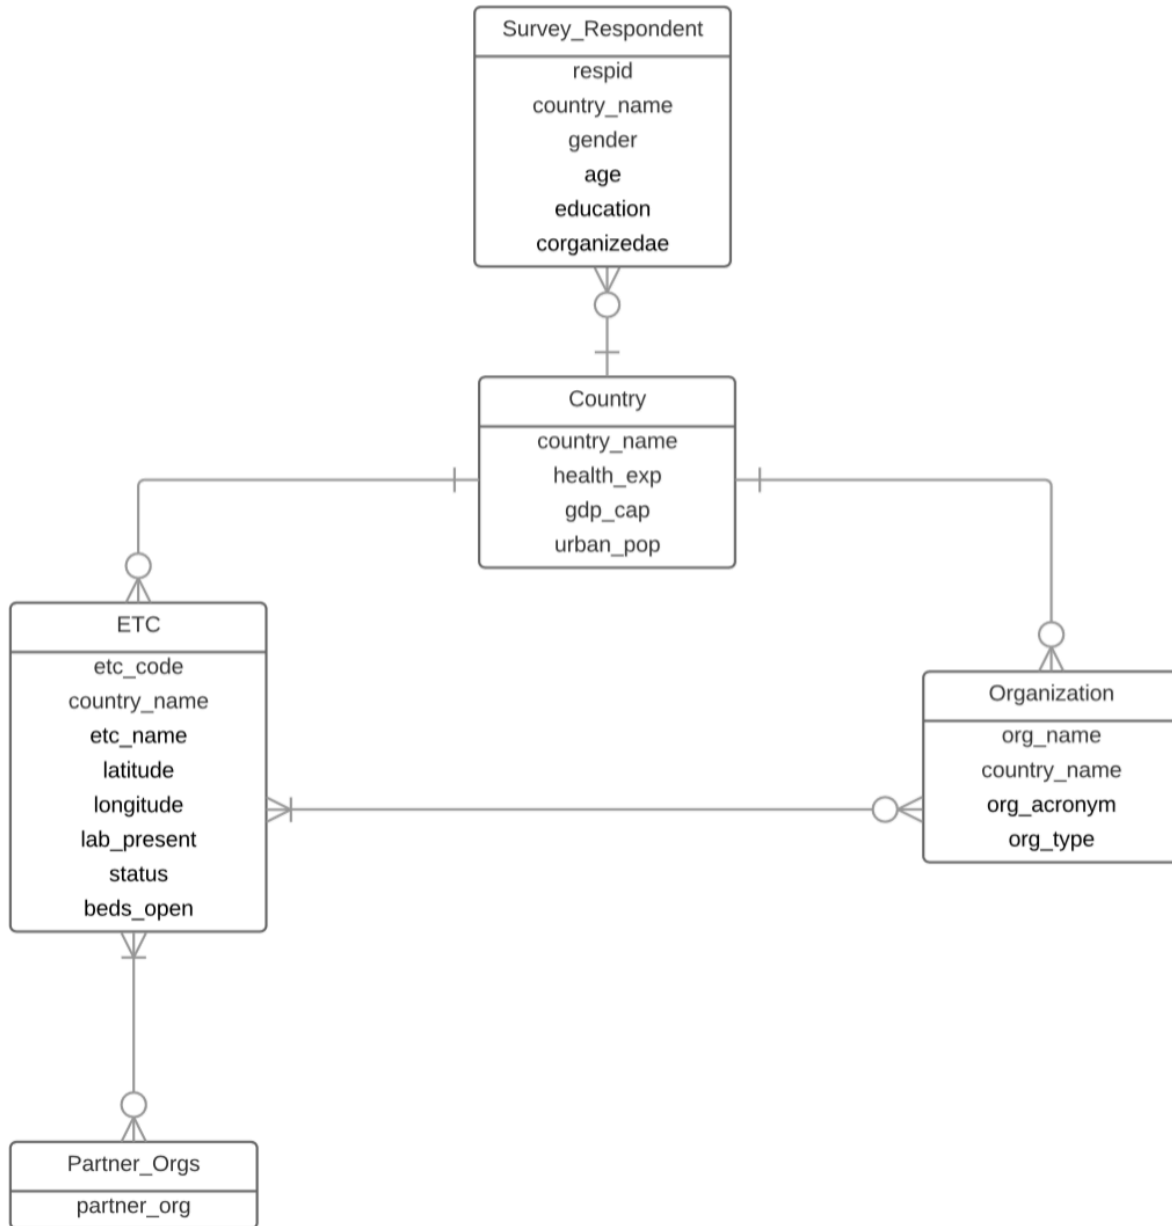 Survey_Respondent
respid
country_name
gender
age
education
corganizedae
Country
country_name
health_exp
gdp_cap
urban_pop
ETC
etc_code
country_name
etc_name
latitude
longitude
lab_present
status
beds_open
Organization
org_name
country_name
org_acronym
org_type
Partner_Orgs
partner_org